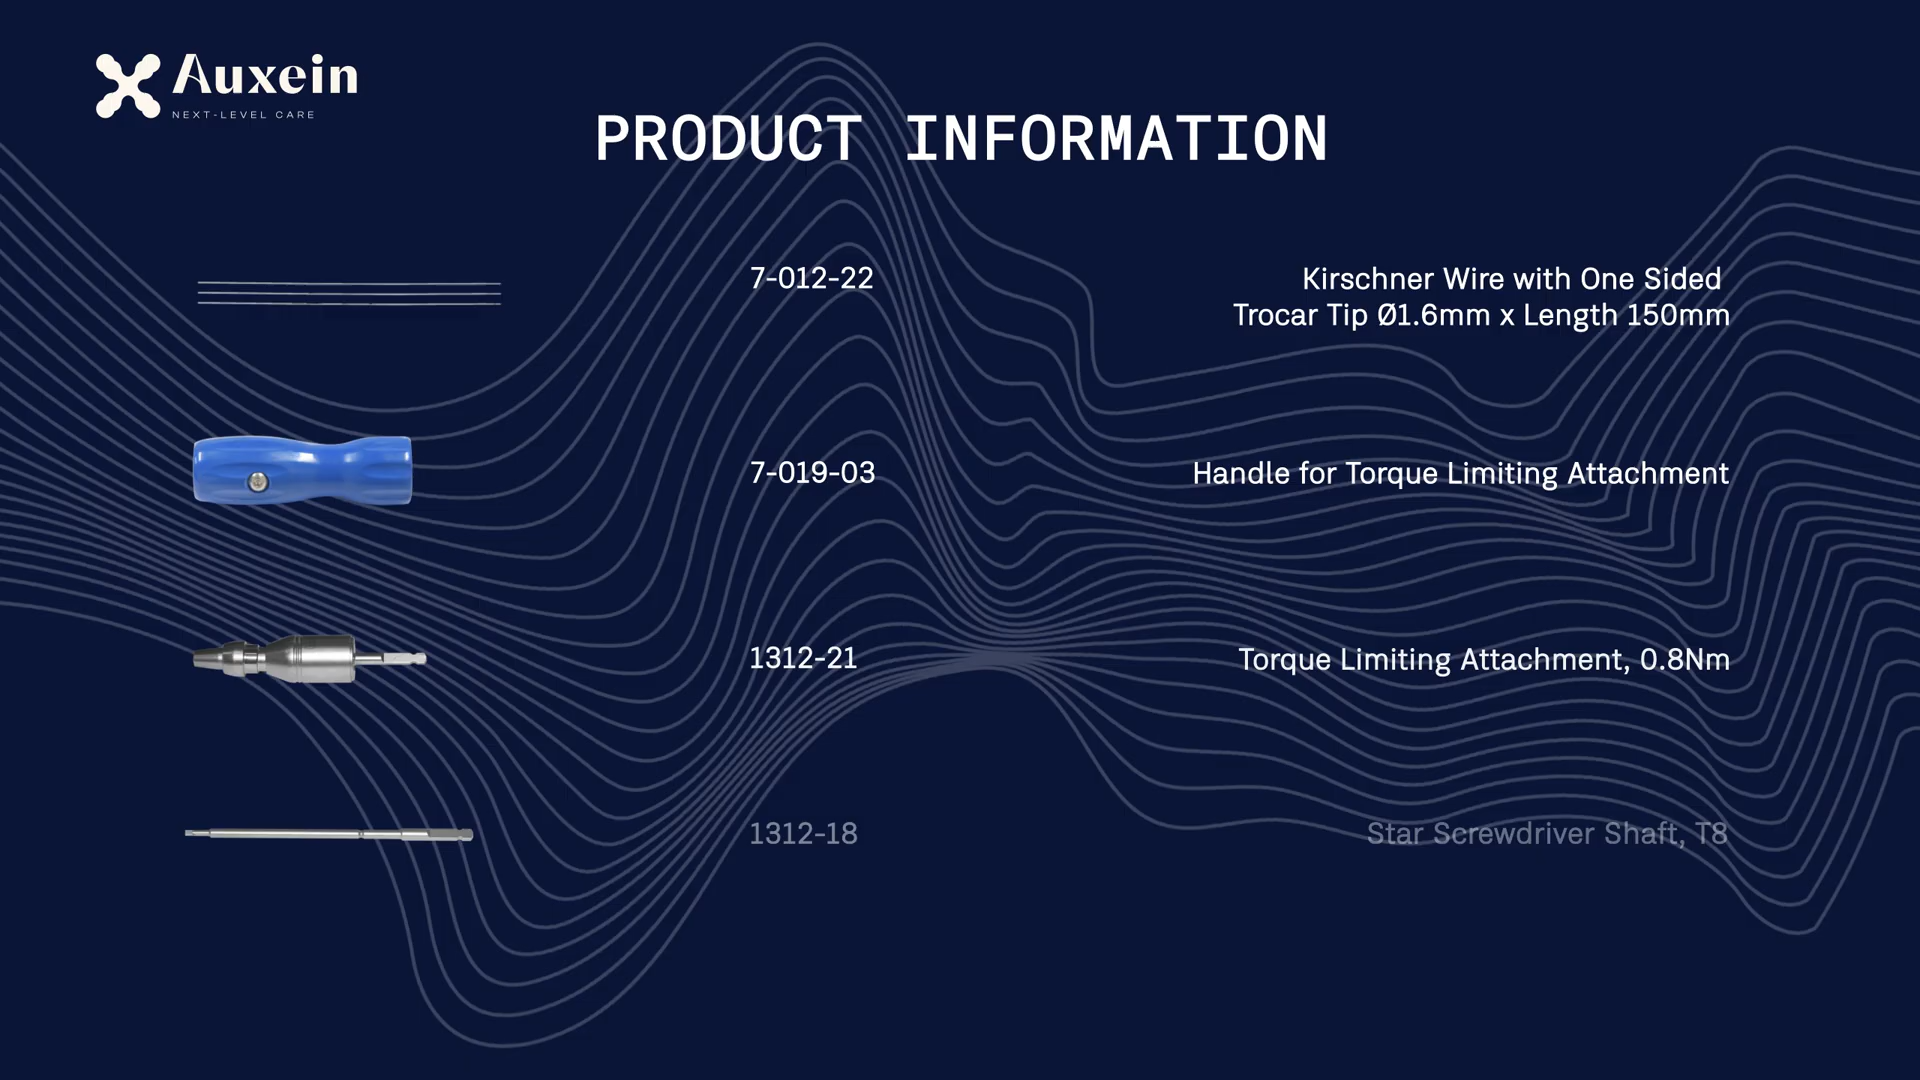 Auxein
NEXT-LEVEL CARE
PRODUCT INFORMATION
7-012-22
Kirschner Wire with One Sided
Trocar Tip Ø1.6mm x Length 150mm
7-019-03
Handle for Torque Limiting Attachment
1312-21
Torque Limiting Attachment, 0.8Nm
1312-18
Star Screwdriver Shaft, T8